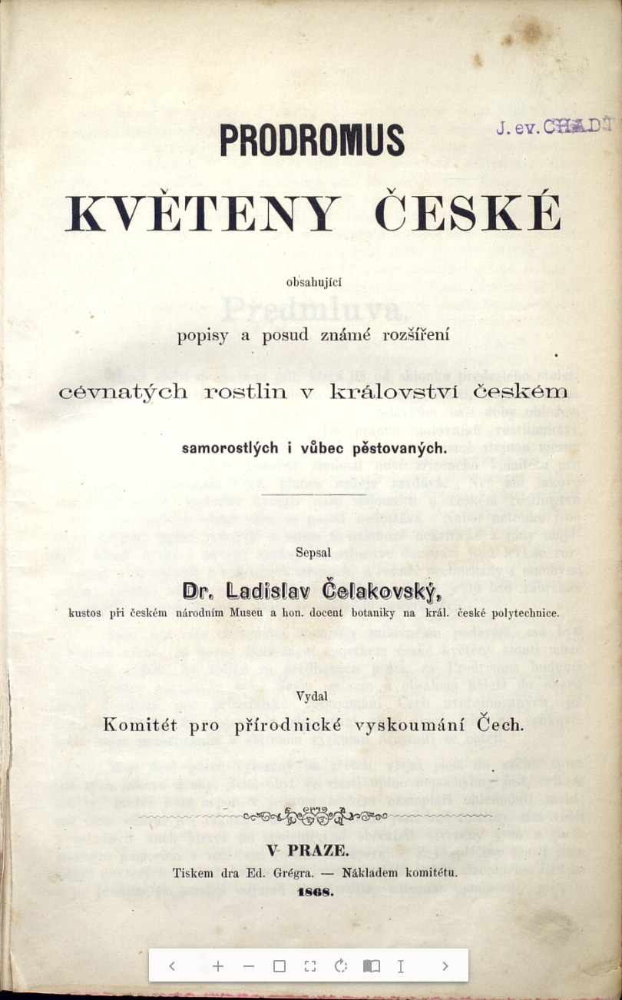 J. ev. CHADT
PRODROMUS
KVĚTENY ČESKÉ
obsahující
popisy a posud známé rozšíření
cévnatých rostlin v království českém
samorostlých i vůbec pěstovaných.
Sepsal
Dr. Ladislav Čelakovský,
kustos při českém národním Museu a hon. docent botaniky na král. české polytechnice.
Vydal
Komitét pro přírodnické vyskoumání Čech.
V PRAZE.
Tiskem dra Ed. Grégra. — Nákladem komitétu.
1868.